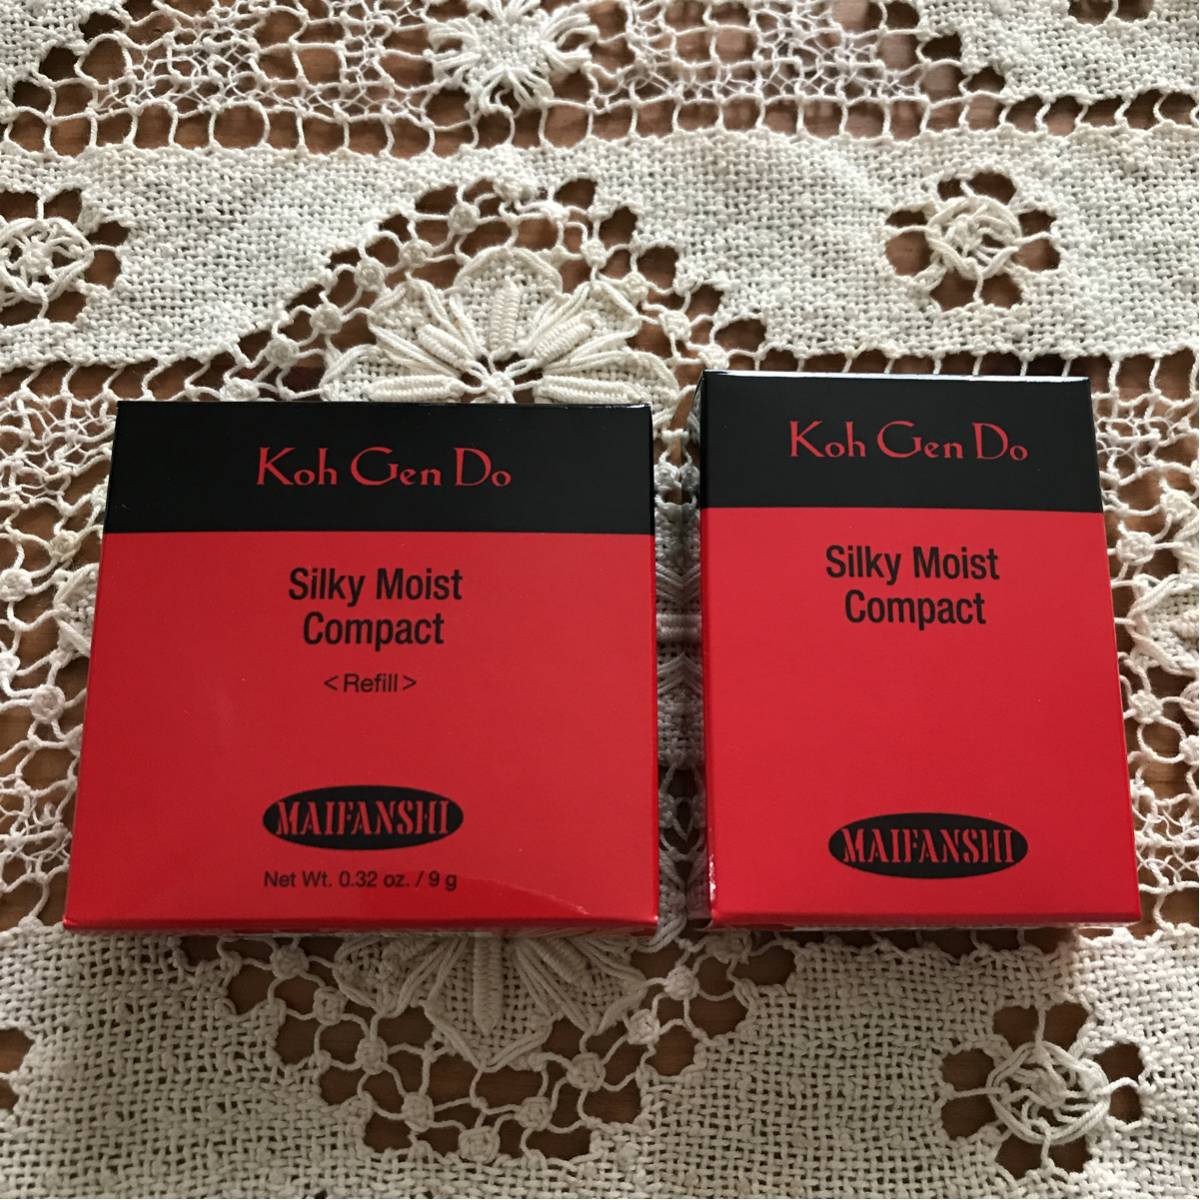 Koh Gen Do
Silky Moist
Compact
<Refill>
MAIFANSHI
Net Wt. 0.32 oz. / 9 g
Koh Gen Do
Silky Moist
Compact
MAIFANSHI